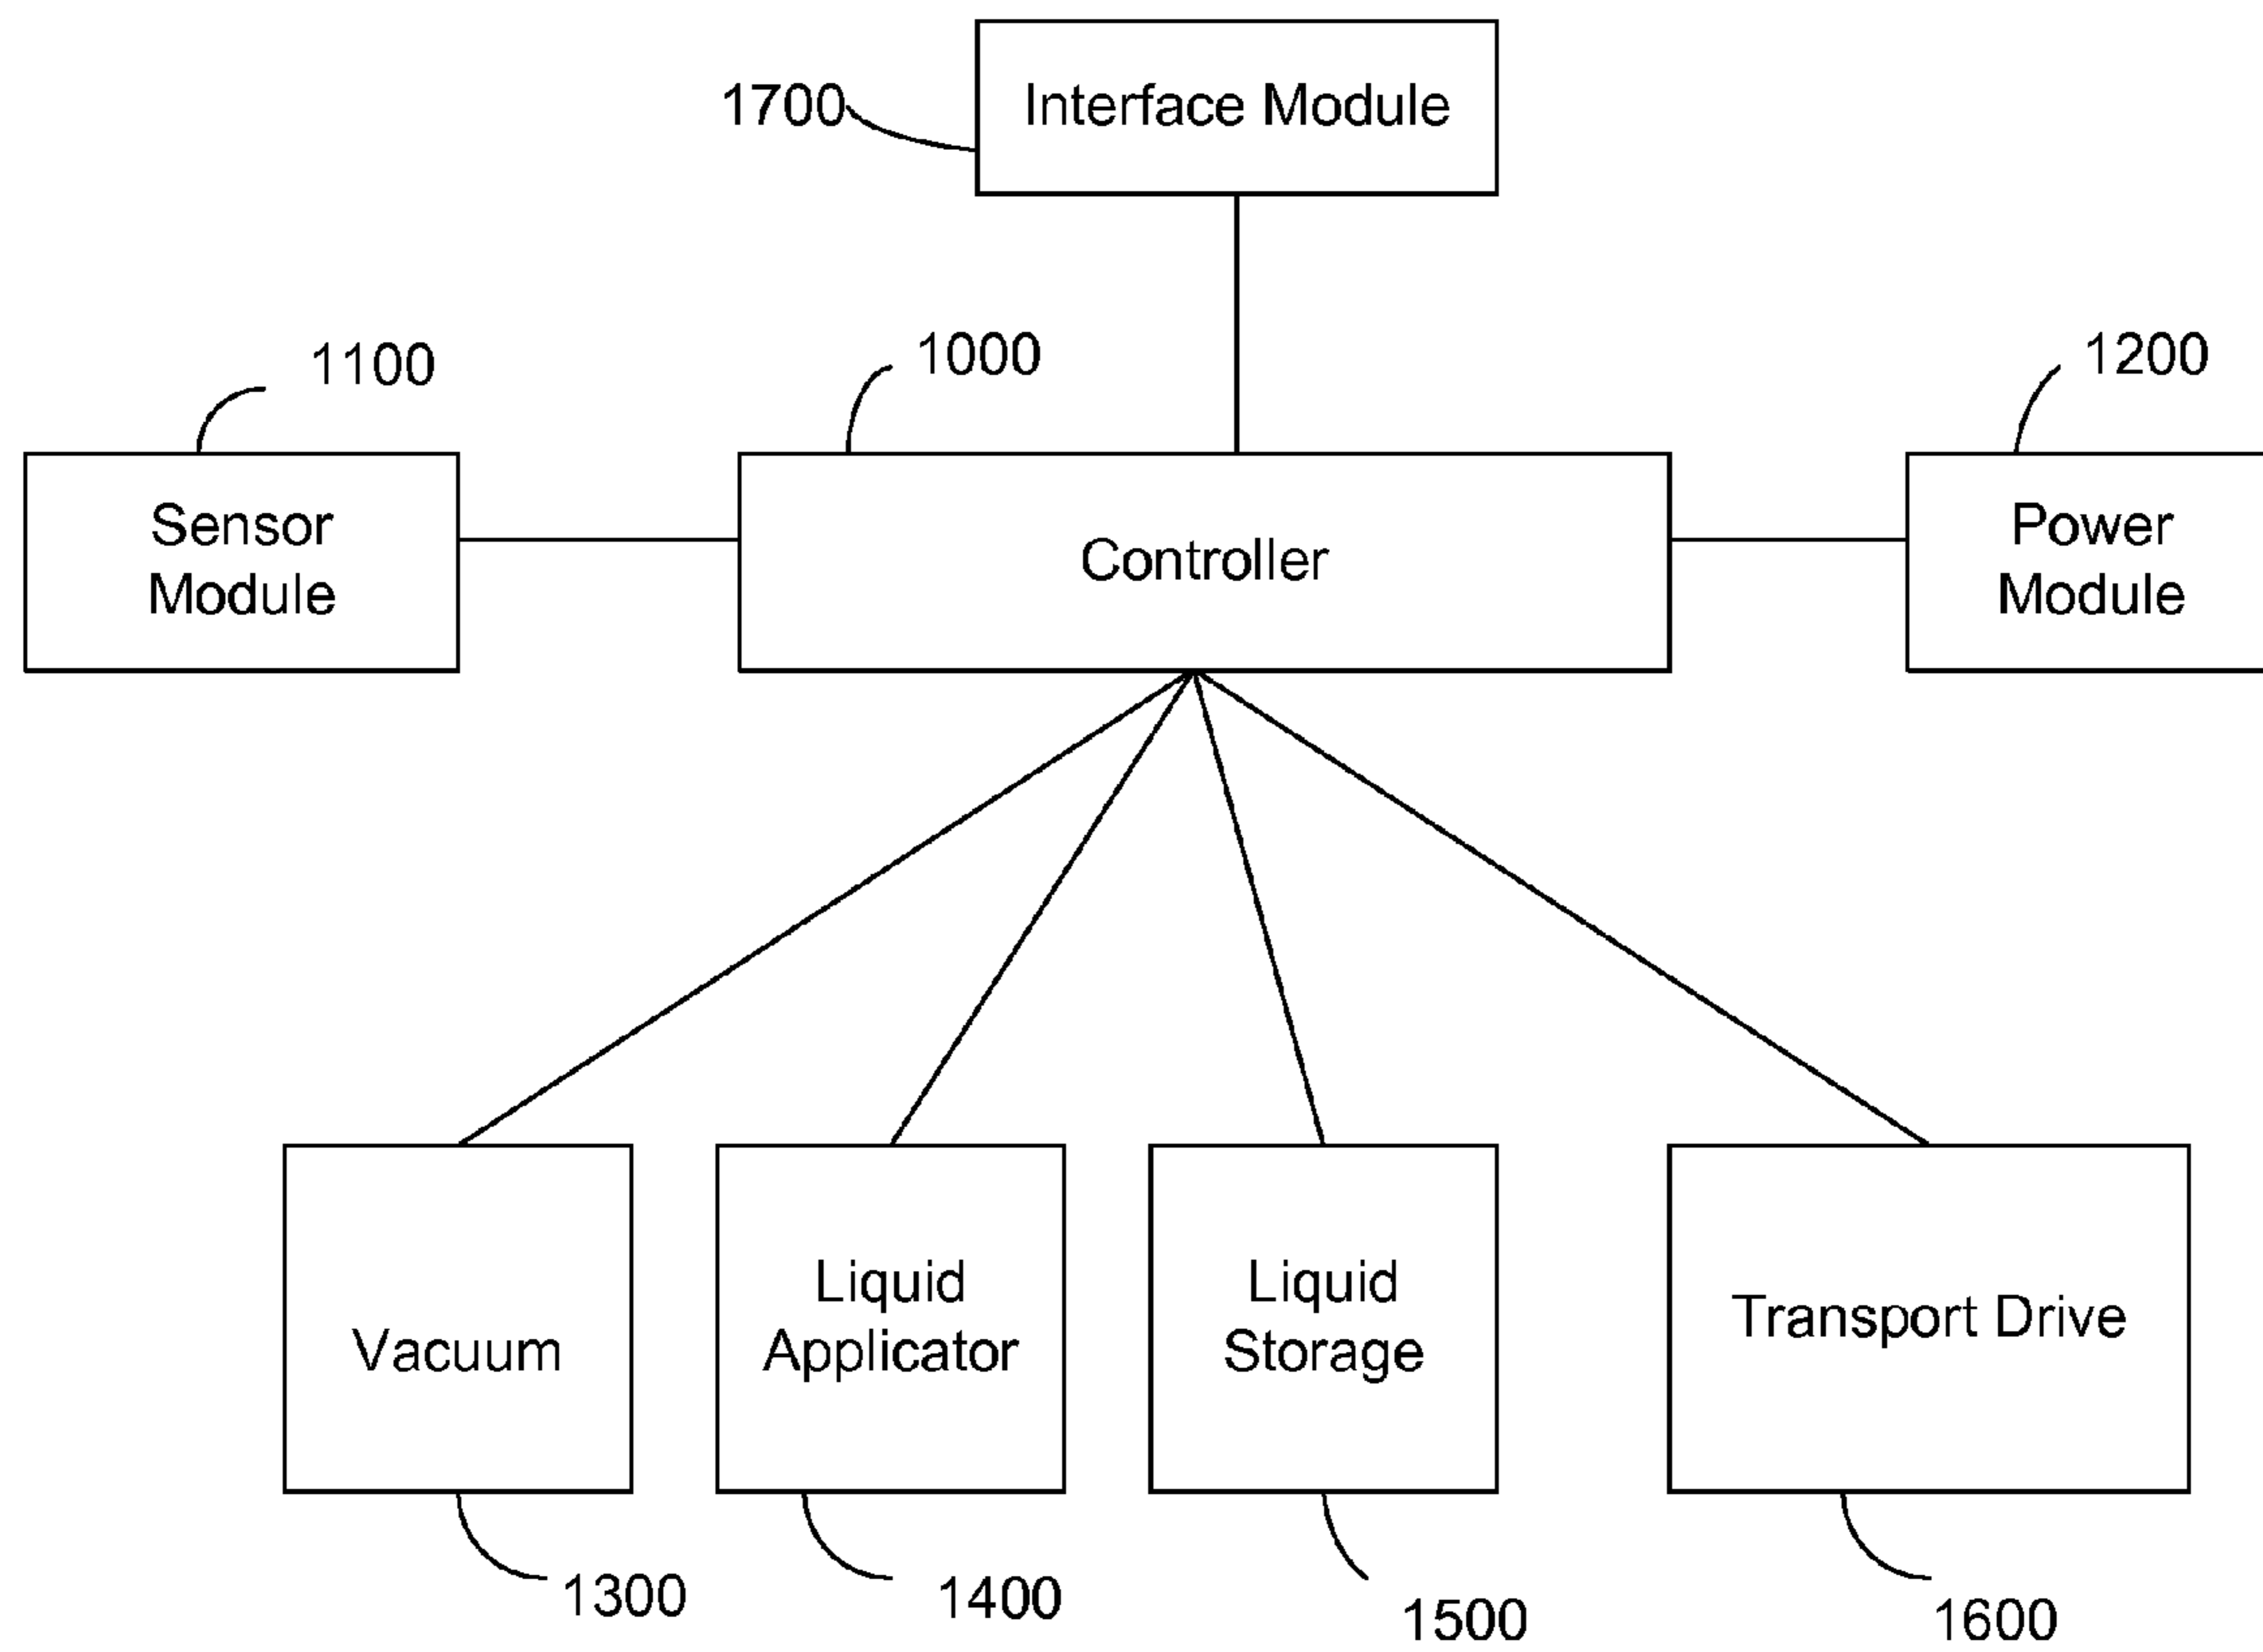 Interface Module
1700
1100
1000
1200
Sensor
Module
Controller
Power
Module
Vacuum
Liquid
Applicator
Liquid
Storage
Transport Drive
1300
1400
1500
1600